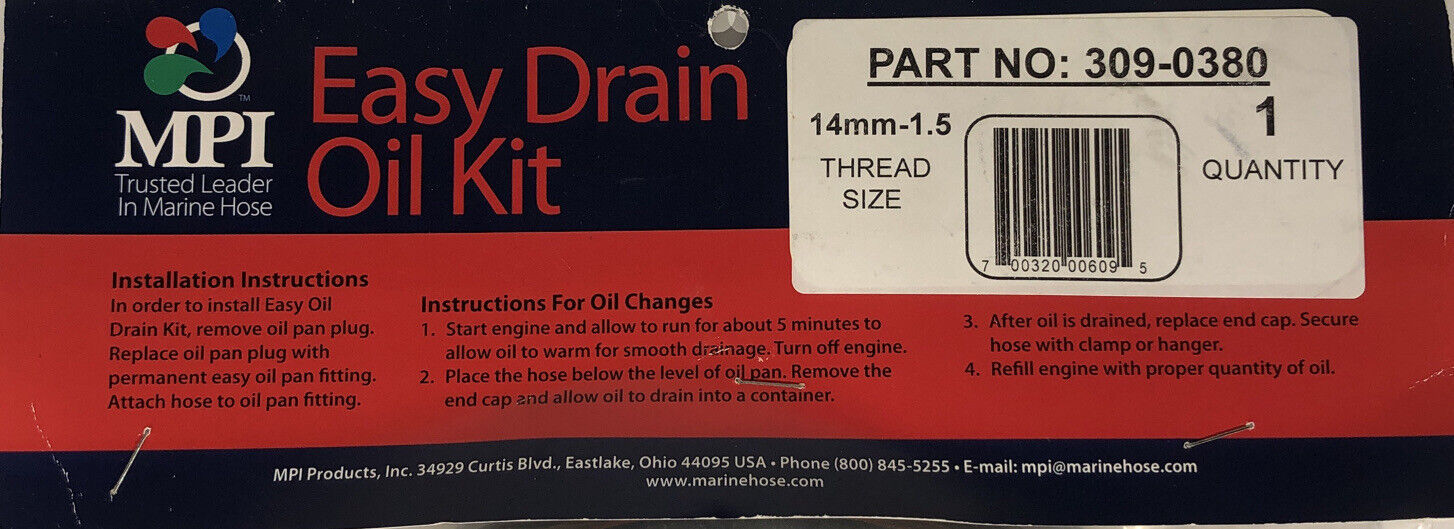 MPI
TM
Trusted Leader
In Marine Hose
Easy Drain
Oil Kit
PART NO: 309-0380
14mm-1.5
THREAD
SIZE
7 00320 00609 5
1
QUANTITY
Installation Instructions
In order to install Easy Oil
Drain Kit, remove oil pan plug.
Replace oil pan plug with
permanent easy oil pan fitting.
Attach hose to oil pan fitting.
Instructions For Oil Changes
1. Start engine and allow to run for about 5 minutes to
allow oil to warm for smooth drainage. Turn off engine.
2. Place the hose below the level of oil pan. Remove the
end cap and allow oil to drain into a container.
3. After oil is drained, replace end cap. Secure
hose with clamp or hanger.
4. Refill engine with proper quantity of oil.
MPI Products, Inc. 34929 Curtis Blvd., Eastlake, Ohio 44095 USA • Phone (800) 845-5255 • E-mail: mpi@marinehose.com
www.marinehose.com